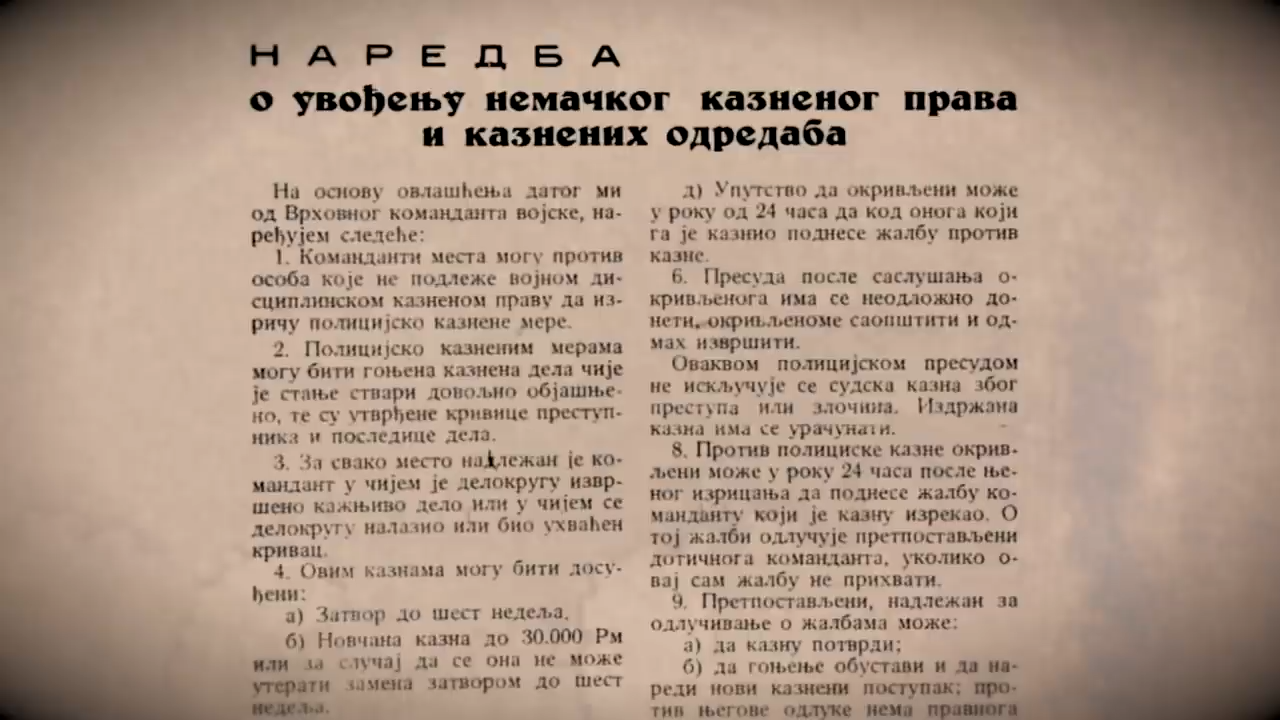 НАРЕДБА
о увођењу немачког казненог права
и казнених одредаба
На основу овлашћења датог ми
од Врховног команданта војске, на-
ређујем следеће:
1. Команданти места могу против
особа које не подлеже војном ди-
сциплинском казненом праву да из-
ричу полицијско казнене мере.
2. Полицијско казненим мерама
могу бити гоњена казнена дела чије
је стање ствари довољно објашње-
но, те су утврђене кривице преступ-
ника и последице дела.
3. За свако место надлежан је ко-
мандант у чијем је делокругу извр-
шено кажњиво дело или у чијем се
делокругу налазио или био ухваћен
кривац.
4. Овим казнама могу бити досу-
ђени:
а) Затвор до шест недеља.
б) Новчана казна до 30.000 Рм
или за случај да се она не може
утерати замена затвором до шест
недеља.
д) Упутство да окривљени може
у року од 24 часа да код онога који
га је казнио поднесе жалбу против
казне.
6. Пресуда после саслушања о-
кривљенога има се неодложно до-
нети, окривљеноме саопштити и од-
мах извршити.
Оваквом полицијском пресудом
не искључује се судска казна због
преступа или злочина. Издржана
казна има се урачунати.
8. Против полициске казне окрив-
љени може у року 24 часа после ње-
ног изрицања да поднесе жалбу ко-
манданту који је казну изрекао. О
тој жалби одлучује претпостављени
дотичнога команданта, уколико о-
вај сам жалбу не прихвати.
9. Претпостављени, надлежан за
одлучивање о жалбама може:
а) да казну потврди;
б) да гоњење обустави и да на-
реди нови казнени поступак; про-
тив његове одлуке нема правнога